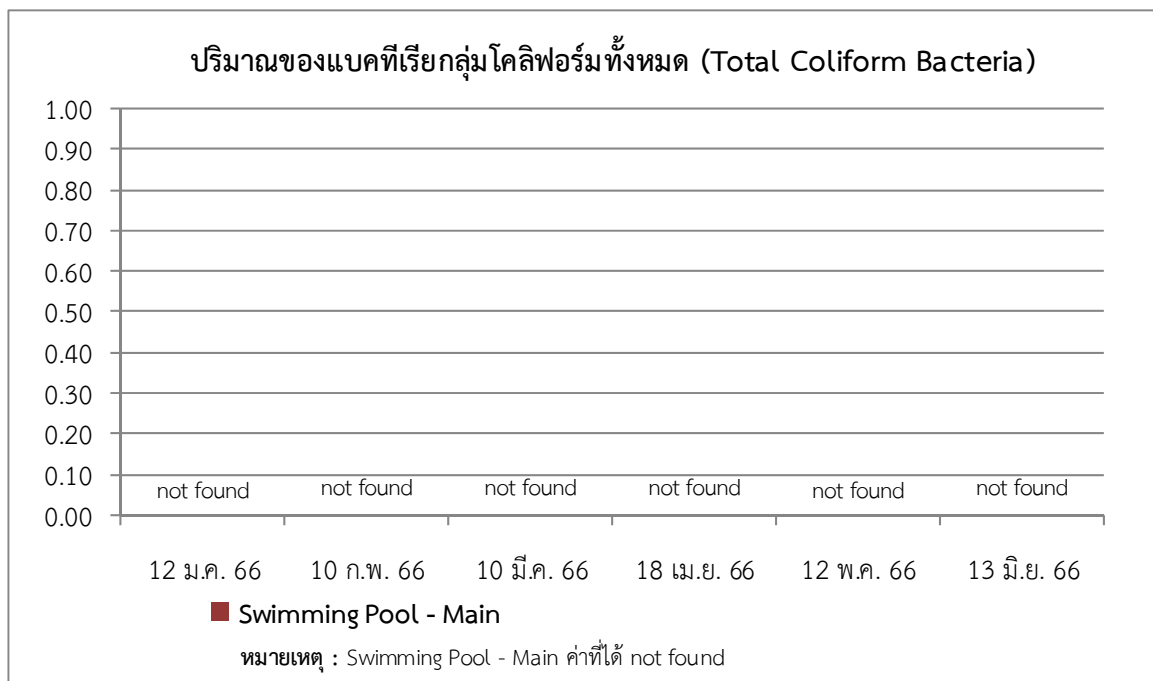 ปริมาณของแบคทีเรียกลุ่มโคลิฟอร์มทั้งหมด (Total Coliform Bacteria)
1.00
0.90
0.80
0.70
0.60
0.50
0.40
0.30
0.20
0.10
0.00
not found not found not found not found not found not found
12 ม.ค. 66 10 ก.พ. 66 10 มี.ค. 66 18 เม.ย. 66 12 พ.ค. 66 13 มิ.ย. 66
Swimming Pool - Main
หมายเหตุ : Swimming Pool - Main ค่าที่ได้ not found